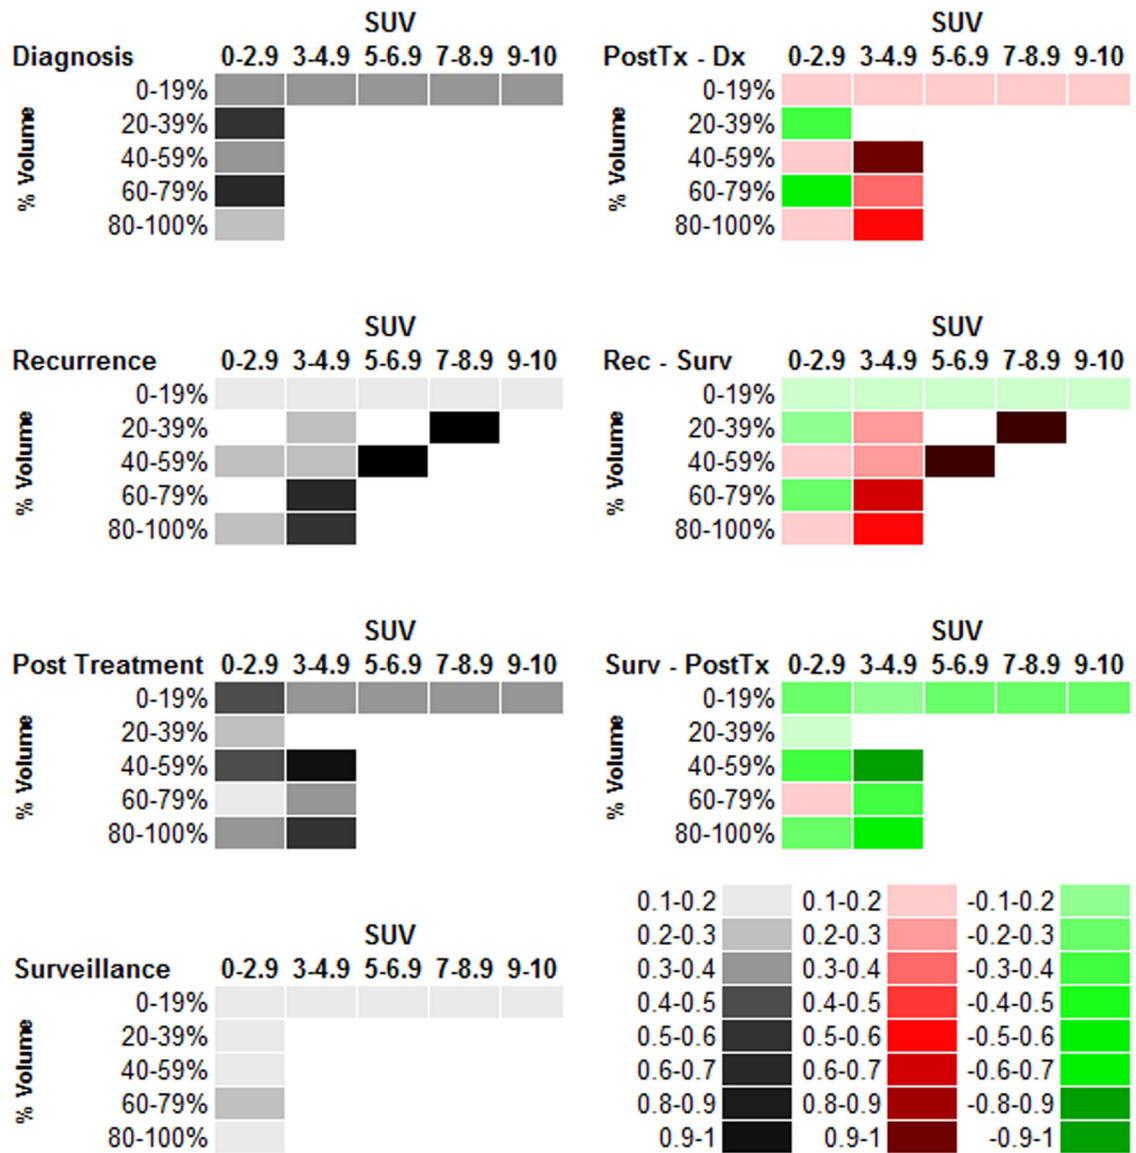 SUV
Diagnosis 0-2.9 3-4.9 5-6.9 7-8.9 9-10
% Volume
0-19%
20-39%
40-59%
60-79%
80-100%
SUV
PostTx - Dx 0-2.9 3-4.9 5-6.9 7-8.9 9-10
% Volume
0-19%
20-39%
40-59%
60-79%
80-100%
SUV
Recurrence 0-2.9 3-4.9 5-6.9 7-8.9 9-10
% Volume
0-19%
20-39%
40-59%
60-79%
80-100%
SUV
Rec - Surv 0-2.9 3-4.9 5-6.9 7-8.9 9-10
% Volume
0-19%
20-39%
40-59%
60-79%
80-100%
SUV
Post Treatment 0-2.9 3-4.9 5-6.9 7-8.9 9-10
% Volume
0-19%
20-39%
40-59%
60-79%
80-100%
SUV
Surv - PostTx 0-2.9 3-4.9 5-6.9 7-8.9 9-10
% Volume
0-19%
20-39%
40-59%
60-79%
80-100%
SUV
Surveillance 0-2.9 3-4.9 5-6.9 7-8.9 9-10
% Volume
0-19%
20-39%
40-59%
60-79%
80-100%
0.1-0.2 0.1-0.2 -0.1-0.2
0.2-0.3 0.2-0.3 -0.2-0.3
0.3-0.4 0.3-0.4 -0.3-0.4
0.4-0.5 0.4-0.5 -0.4-0.5
0.5-0.6 0.5-0.6 -0.5-0.6
0.6-0.7 0.6-0.7 -0.6-0.7
0.8-0.9 0.8-0.9 -0.8-0.9
0.9-1 0.9-1 -0.9-1